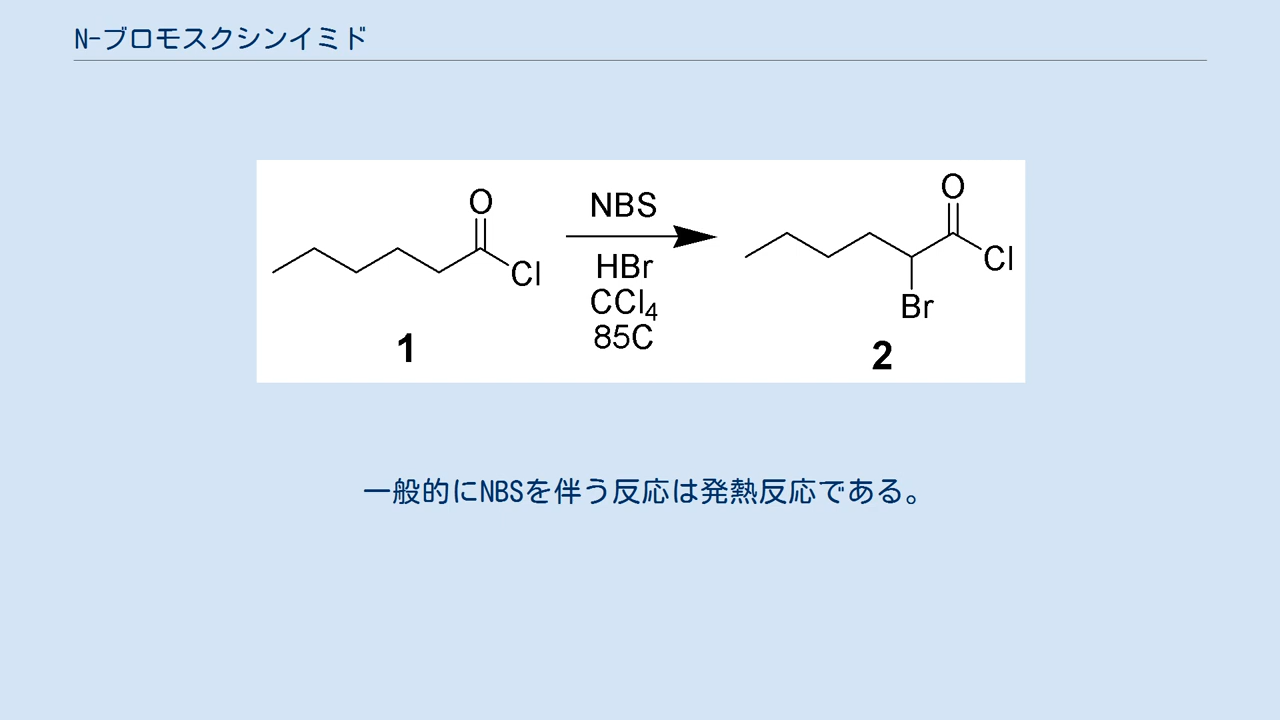 N-ブロモスクシンイミド
O
Cl
1
NBS
HBr
CCl4
85C
O
Cl
Br
2
一般的にNBSを伴う反応は発熱反応である。